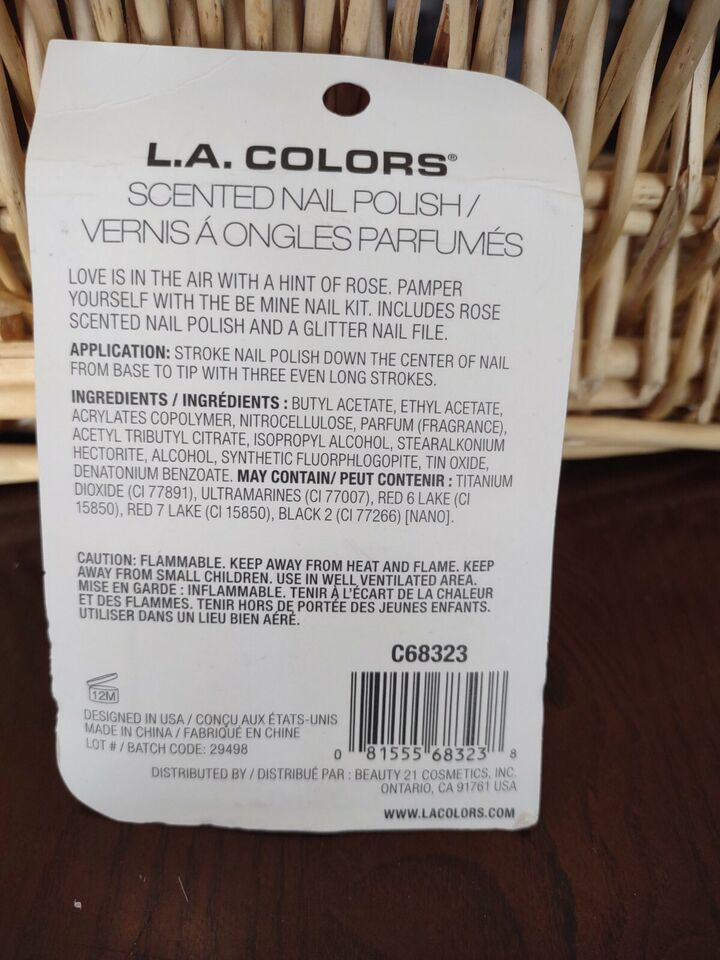 L.A. COLORS®
SCENTED NAIL POLISH /
VERNIS Á ONGLES PARFUMÉS
LOVE IS IN THE AIR WITH A HINT OF ROSE. PAMPER
YOURSELF WITH THE BE MINE NAIL KIT. INCLUDES ROSE
SCENTED NAIL POLISH AND A GLITTER NAIL FILE.
APPLICATION: STROKE NAIL POLISH DOWN THE CENTER OF NAIL
FROM BASE TO TIP WITH THREE EVEN LONG STROKES.
INGREDIENTS / INGRÉDIENTS : BUTYL ACETATE, ETHYL ACETATE,
ACRYLATES COPOLYMER, NITROCELLULOSE, PARFUM (FRAGRANCE),
ACETYL TRIBUTYL CITRATE, ISOPROPYL ALCOHOL, STEARALKONIUM
HECTORITE, ALCOHOL, SYNTHETIC FLUORPHLOGOPITE, TIN OXIDE,
DENATONIUM BENZOATE. MAY CONTAIN/ PEUT CONTENIR : TITANIUM
DIOXIDE (CI 77891), ULTRAMARINES (CI 77007), RED 6 LAKE (CI
15850), RED 7 LAKE (CI 15850), BLACK 2 (CI 77266) [NANO].
CAUTION: FLAMMABLE. KEEP AWAY FROM HEAT AND FLAME. KEEP
AWAY FROM SMALL CHILDREN. USE IN WELL VENTILATED AREA.
MISE EN GARDE : INFLAMMABLE. TENIR À L'ÉCART DE LA CHALEUR
ET DES FLAMMES. TENIR HORS DE PORTÉE DES JEUNES ENFANTS.
UTILISER DANS UN LIEU BIEN AÉRÉ.
C68323
12M
DESIGNED IN USA / CONÇU AUX ÉTATS-UNIS
MADE IN CHINA / FABRIQUÉ EN CHINE
LOT # / BATCH CODE: 29498
0 81555 68323 8
DISTRIBUTED BY / DISTRIBUÉ PAR : BEAUTY 21 COSMETICS, INC.
ONTARIO, CA 91761 USA
WWW.LACOLORS.COM